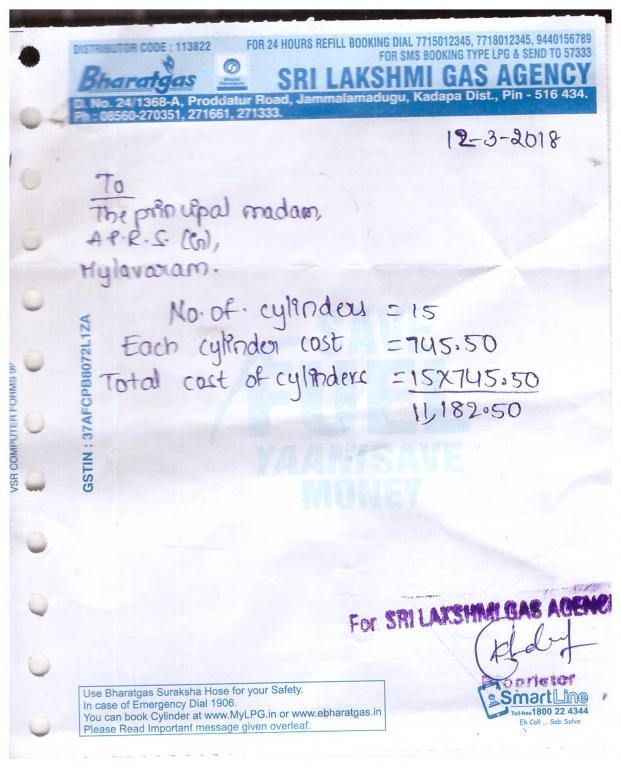 DISTRIBUTOR CODE : 113822
FOR 24 HOURS REFILL BOOKING DIAL 7715012345, 7718012345, 9440156789
FOR SMS BOOKING TYPE LPG & SEND TO 57333
Bharatgas
SRI LAKSHMI GAS AGENCY
D. No. 24/1368-A, Proddatur Road, Jammalamadugu, Kadapa Dist., Pin - 516 434.
Ph : 08560-270351, 271661, 271333.
12-3-2018
To
The principal madam,
A.P.R.S. (G),
Mylavaram.
No. of. cylinders = 15
Each cylinder cost = 745.50
Total cost of cylinders = 15X745.50
11,182.50
SAVE
FUEL
YAANI SAVE
MONEY
GSTIN : 37AFCPB8072L1ZA
VSR COMPUTER FORMS
For SRI LAKSHMI GAS AGENC
Proprietor
Use Bharatgas Suraksha Hose for your Safety.
In case of Emergency Dial 1906.
You can book Cylinder at www.MyLPG.in or www.ebharatgas.in
Please Read Important message given overleaf.
SmartLine
Toll-free 1800 22 4344
Ek Call ... Sab Solve